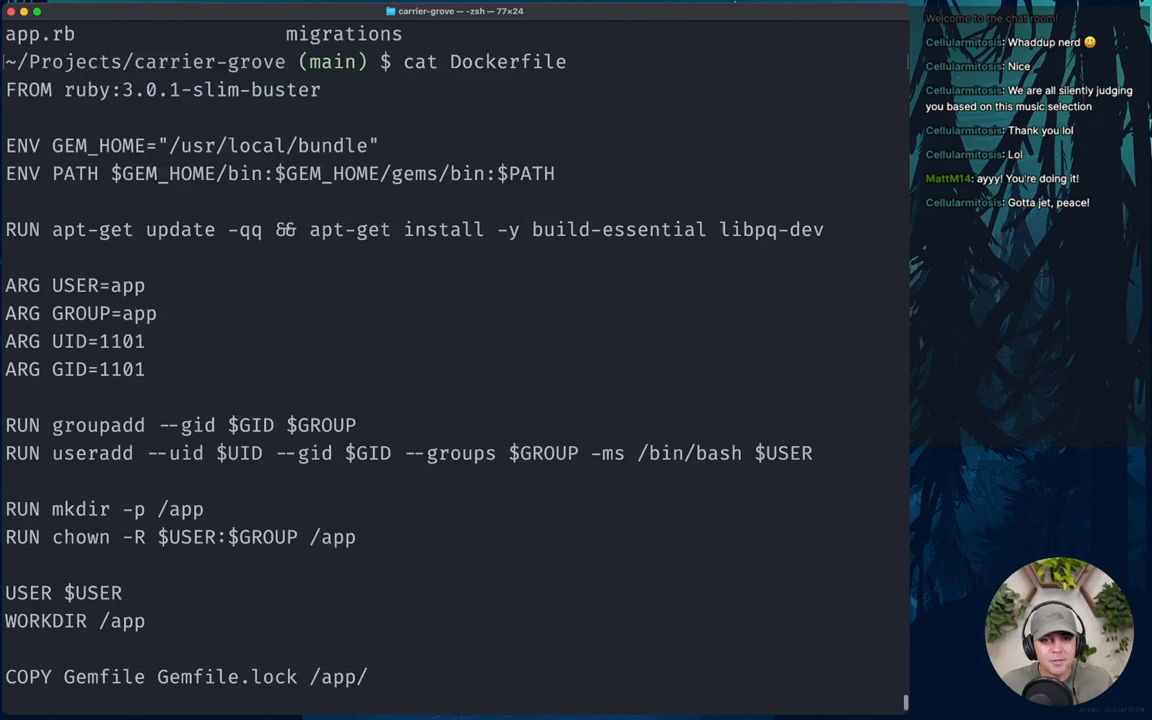 carrier-grove — -zsh — 77×24
app.rb migrations
~/Projects/carrier-grove (main) $ cat Dockerfile
FROM ruby:3.0.1-slim-buster
ENV GEM_HOME="/usr/local/bundle"
ENV PATH $GEM_HOME/bin:$GEM_HOME/gems/bin:$PATH
RUN apt-get update -qq && apt-get install -y build-essential libpq-dev
ARG USER=app
ARG GROUP=app
ARG UID=1101
ARG GID=1101
RUN groupadd --gid $GID $GROUP
RUN useradd --uid $UID --gid $GID --groups $GROUP -ms /bin/bash $USER
RUN mkdir -p /app
RUN chown -R $USER:$GROUP /app
USER $USER
WORKDIR /app
COPY Gemfile Gemfile.lock /app/
Welcome to the chat room!
Cellularmitosis: Whaddup nerd 😃
Cellularmitosis: Nice
Cellularmitosis: We are all silently judging
you based on this music selection
Cellularmitosis: Thank you lol
Cellularmitosis: Lol
MattM14: ayyy! You're doing it!
Cellularmitosis: Gotta jet, peace!
MIKAEL GUSTAFSSON